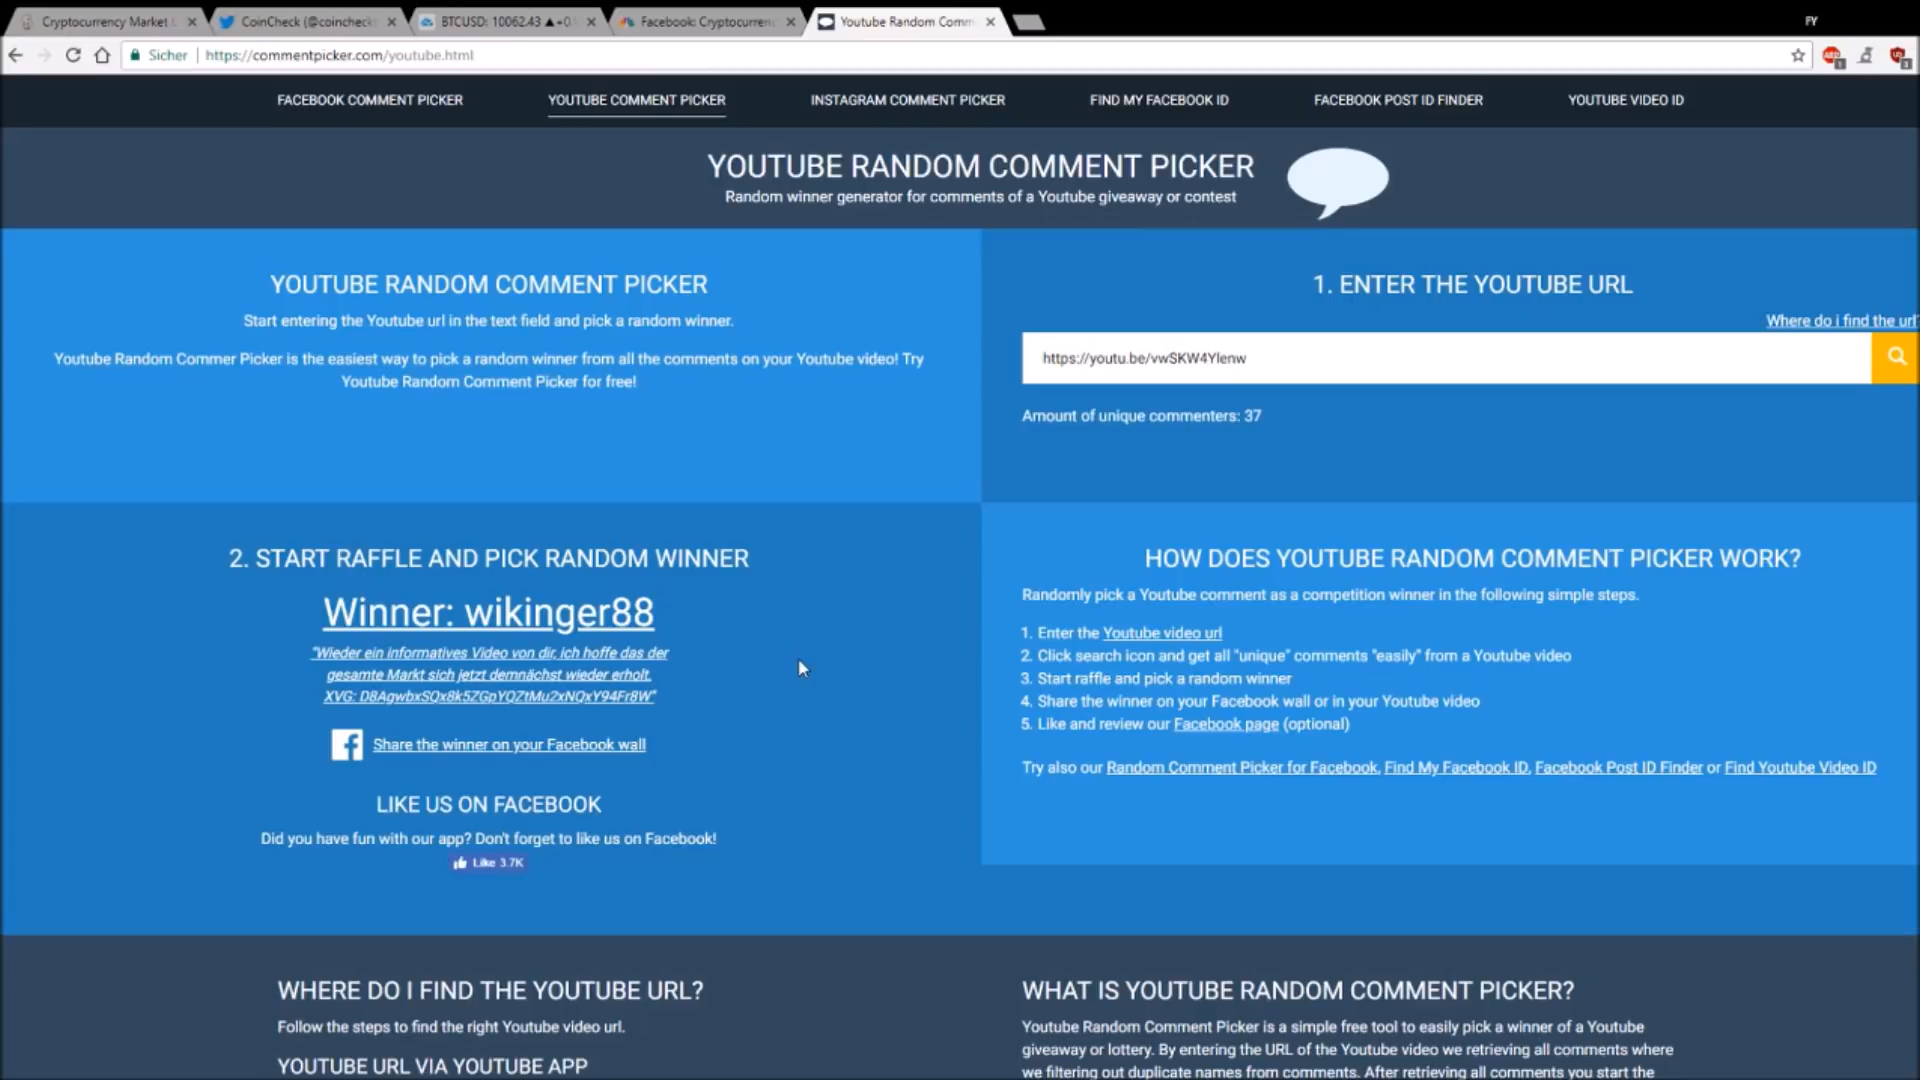 Cryptocurrency Market
CoinCheck (@coincheck
BTCUSD: 10062.43 ▲+0.
Facebook: Cryptocurren
Youtube Random Comm
FY
Sicher
https://commentpicker.com/youtube.html
FACEBOOK COMMENT PICKER
YOUTUBE COMMENT PICKER
INSTAGRAM COMMENT PICKER
FIND MY FACEBOOK ID
FACEBOOK POST ID FINDER
YOUTUBE VIDEO ID
YOUTUBE RANDOM COMMENT PICKER
Random winner generator for comments of a Youtube giveaway or contest
YOUTUBE RANDOM COMMENT PICKER
Start entering the Youtube url in the text field and pick a random winner.
Youtube Random Commer Picker is the easiest way to pick a random winner from all the comments on your Youtube video! Try
Youtube Random Comment Picker for free!
1. ENTER THE YOUTUBE URL
Where do i find the url?
https://youtu.be/vwSKW4Ylenw
Amount of unique commenters: 37
2. START RAFFLE AND PICK RANDOM WINNER
Winner: wikinger88
"Wieder ein informatives Video von dir, ich hoffe das der
gesamte Markt sich jetzt demnächst wieder erholt.
XVG: D8AgwbxSQx8k5ZGpYQZtMu2xNQxY94Fr8W"
Share the winner on your Facebook wall
LIKE US ON FACEBOOK
Did you have fun with our app? Don't forget to like us on Facebook!
Like 3.7K
HOW DOES YOUTUBE RANDOM COMMENT PICKER WORK?
Randomly pick a Youtube comment as a competition winner in the following simple steps.
1. Enter the Youtube video url
2. Click search icon and get all "unique" comments "easily" from a Youtube video
3. Start raffle and pick a random winner
4. Share the winner on your Facebook wall or in your Youtube video
5. Like and review our Facebook page (optional)
Try also our Random Comment Picker for Facebook, Find My Facebook ID, Facebook Post ID Finder or Find Youtube Video ID
WHERE DO I FIND THE YOUTUBE URL?
Follow the steps to find the right Youtube video url.
YOUTUBE URL VIA YOUTUBE APP
WHAT IS YOUTUBE RANDOM COMMENT PICKER?
Youtube Random Comment Picker is a simple free tool to easily pick a winner of a Youtube
giveaway or lottery. By entering the URL of the Youtube video we retrieving all comments where
we filtering out duplicate names from comments. After retrieving all comments you start the